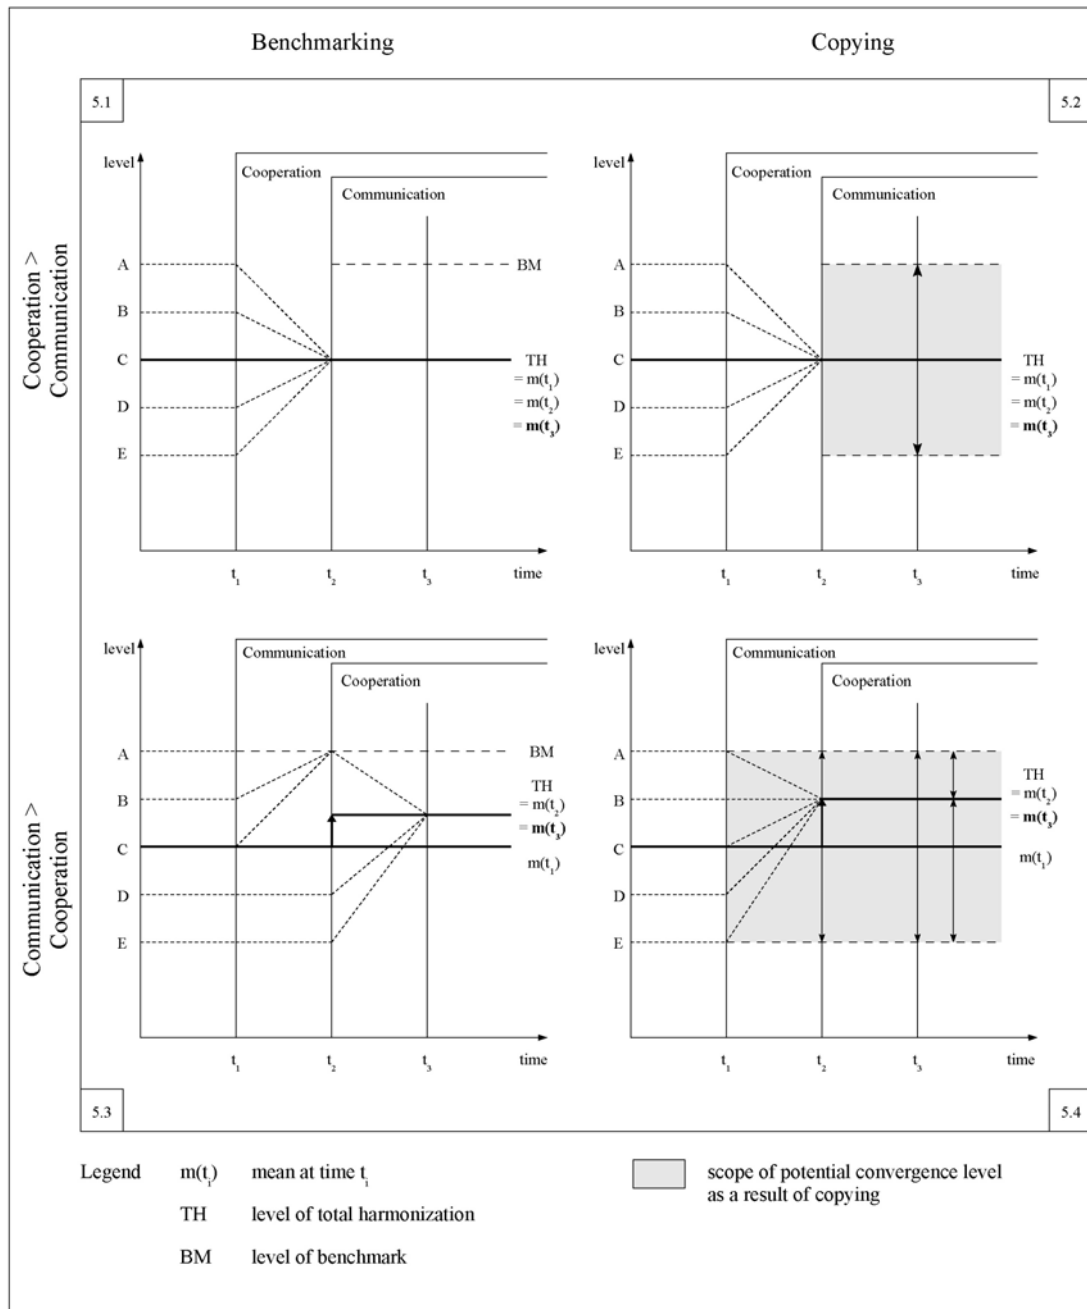 Benchmarking
Copying
Cooperation >
Communication
5.1
level
Cooperation
Communication
A
BM
B
C
TH
= m(t1)
= m(t2)
= m(t3)
D
E
t1
t2
t3
time
5.2
level
Cooperation
Communication
A
B
C
TH
= m(t1)
= m(t2)
= m(t3)
D
E
t1
t2
t3
time
Communication >
Cooperation
level
Communication
Cooperation
A
BM
TH
B
= m(t2)
= m(t3)
C
m(t1)
D
E
t1
t2
t3
time
5.3
level
Communication
Cooperation
A
TH
B
= m(t2)
= m(t3)
C
m(t1)
D
E
t1
t2
t3
time
5.4
Legend
m(ti) mean at time ti
TH level of total harmonization
BM level of benchmark
scope of potential convergence level
as a result of copying